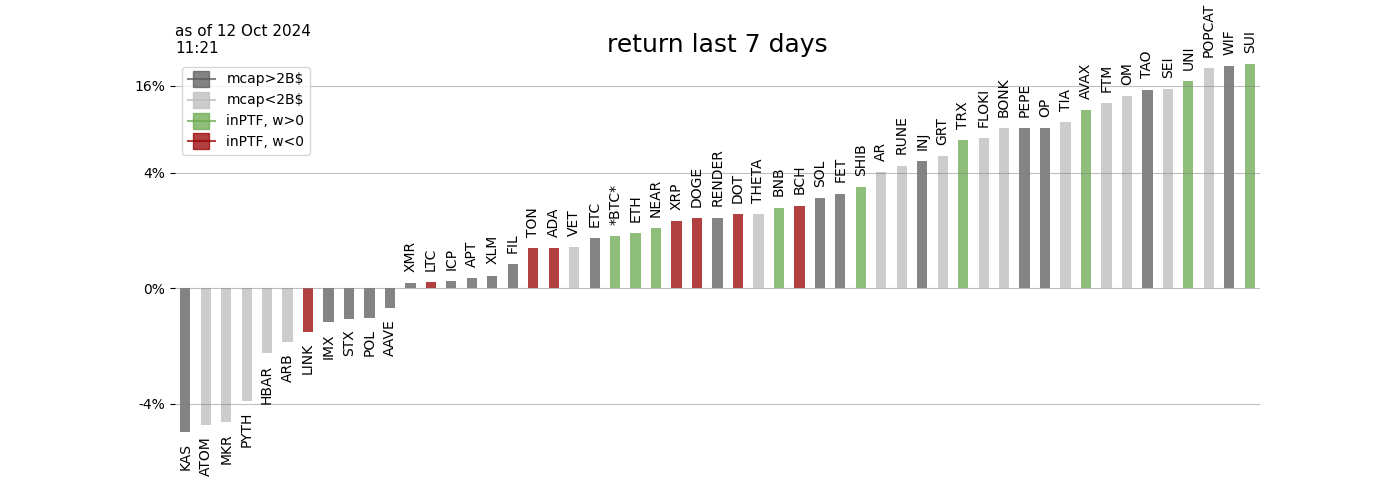 as of 12 Oct 2024
11:21
return last 7 days
mcap>2B$
mcap<2B$
inPTF, w>0
inPTF, w<0
16%
4%
0%
-4%
KAS
ATOM
MKR
PYTH
HBAR
ARB
LINK
IMX
STX
POL
AAVE
XMR
LTC
ICP
APT
XLM
FIL
TON
ADA
VET
ETC
*BTC*
ETH
NEAR
XRP
DOGE
RENDER
DOT
THETA
BNB
BCH
SOL
FET
SHIB
AR
RUNE
INJ
GRT
TRX
FLOKI
BONK
PEPE
OP
TIA
AVAX
FTM
OM
TAO
SEI
UNI
POPCAT
WIF
SUI